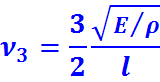 ν₃ = 3/2 √(E/ρ)/l